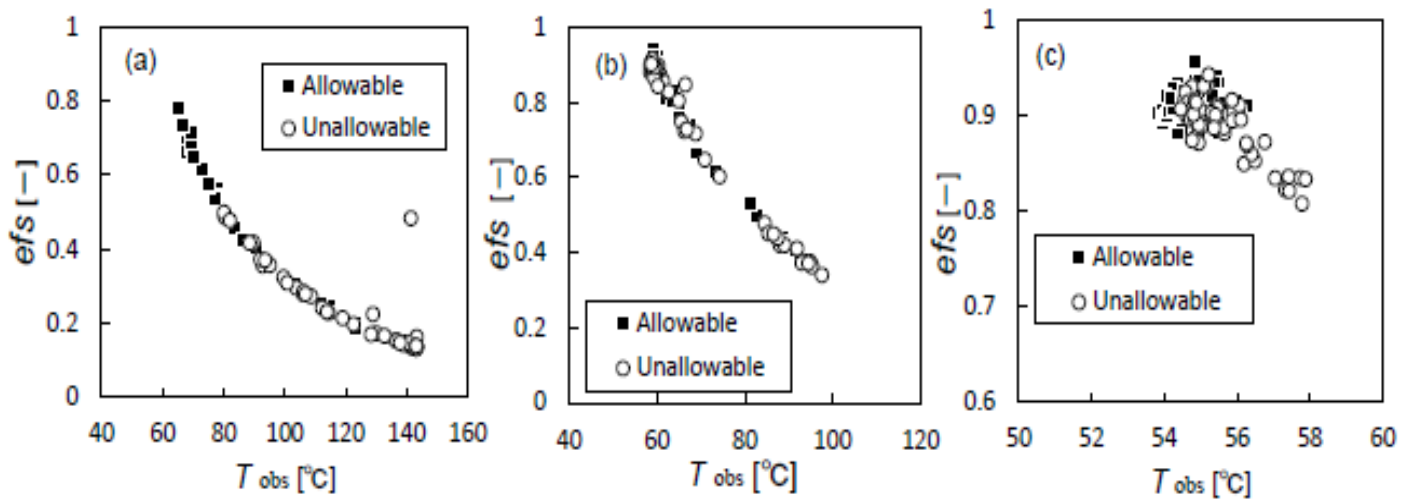 (a)
1
0.8
0.6
0.4
0.2
0
efs [—]
■ Allowable
○ Unallowable
40 60 80 100 120 140 160
T obs [℃]
(b)
1
0.8
0.6
0.4
0.2
0
efs [—]
■ Allowable
○ Unallowable
40 60 80 100 120
T obs [℃]
(c)
1
0.9
0.8
0.7
0.6
efs [—]
■ Allowable
○ Unallowable
50 52 54 56 58 60
T obs [℃]